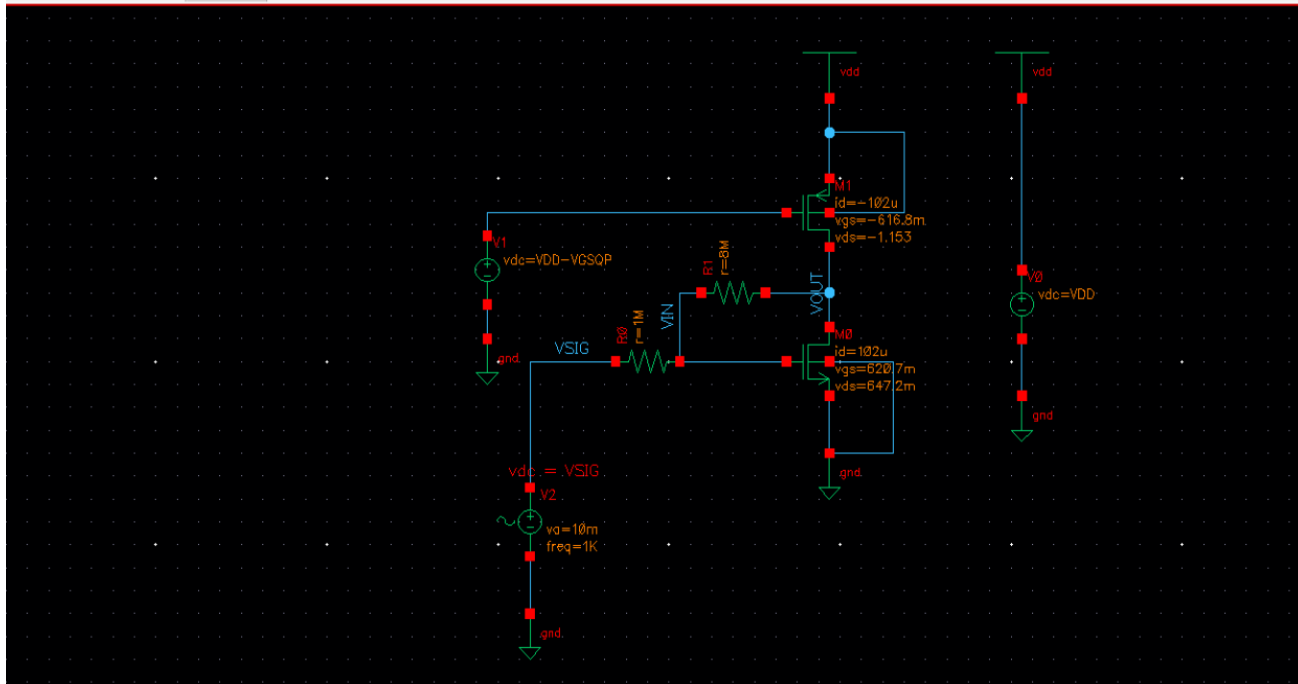 vdd
vdd
M1
id=-102u
vgs=-616.8m
vds=-1.153
V1
vdc=VDD-VGSQP
R1
r=8M
VOUT
V0
vdc=VDD
VIN
R0
r=1M
VSIG
M0
id=102u
vgs=620.7m
vds=647.2m
gnd
gnd
gnd
vdc = VSIG
V2
va=10m
freq=1K
gnd